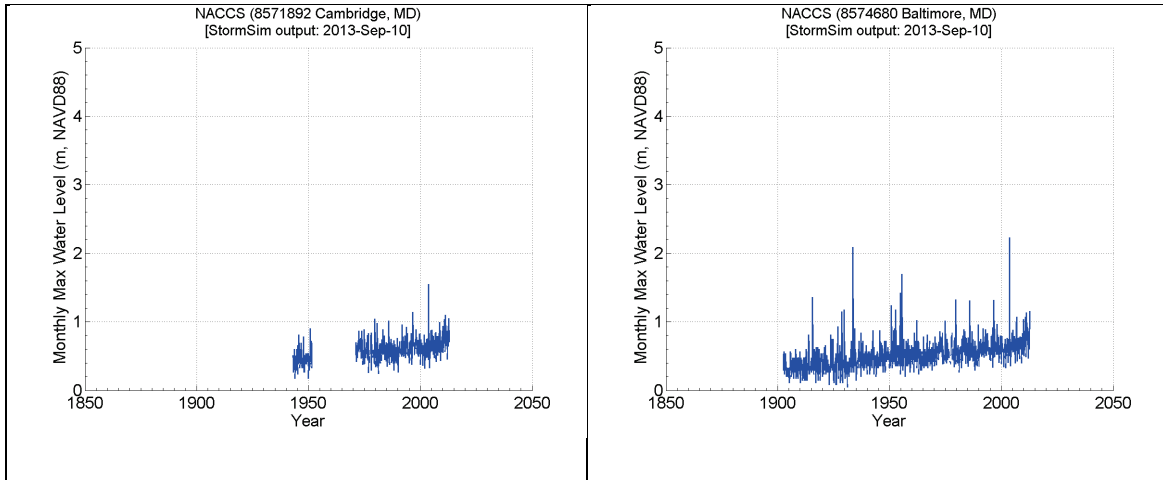 NACCS (8571892 Cambridge, MD)
[StormSim output: 2013-Sep-10]
5
4
3
2
1
0
Monthly Max Water Level (m, NAVD88)
1850
1900
1950
2000
2050
Year
NACCS (8574680 Baltimore, MD)
[StormSim output: 2013-Sep-10]
5
4
3
2
1
0
Monthly Max Water Level (m, NAVD88)
1850
1900
1950
2000
2050
Year